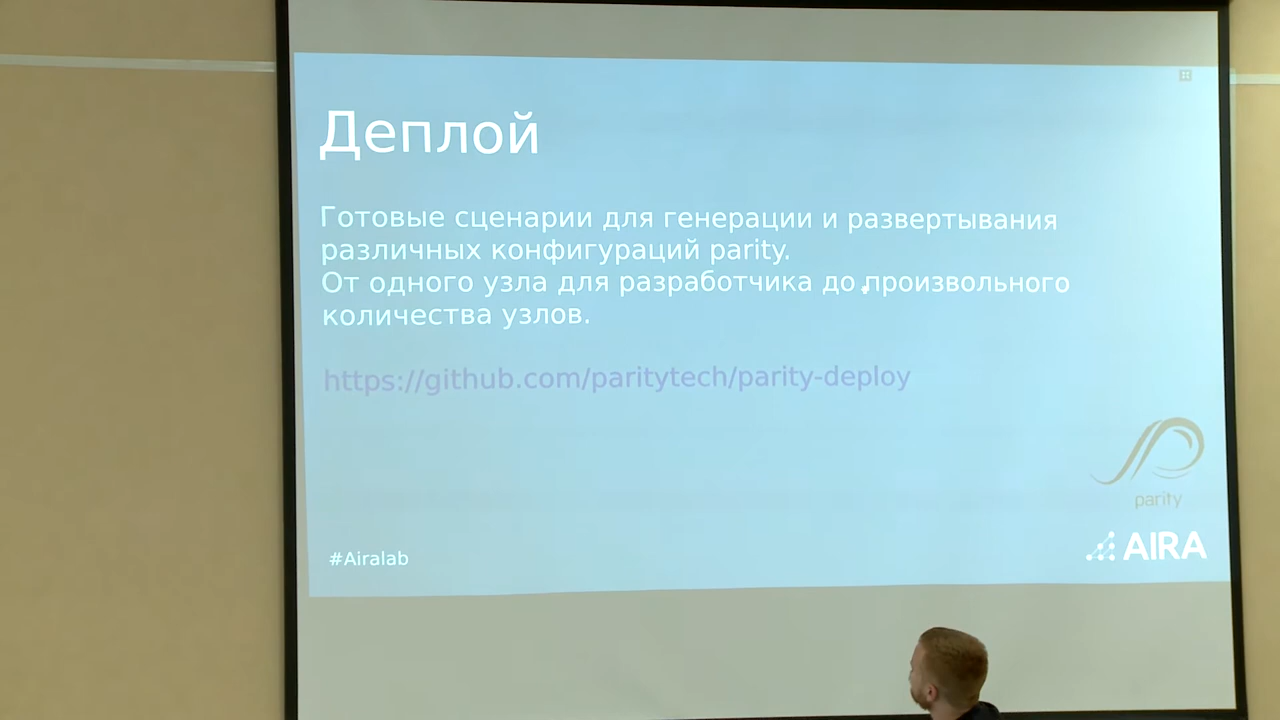 Деплой
Готовые сценарии для генерации и развертывания
различных конфигураций parity.
От одного узла для разработчика до произвольного
количества узлов.
https://github.com/paritytech/parity-deploy
parity
AIRA
#Airalab